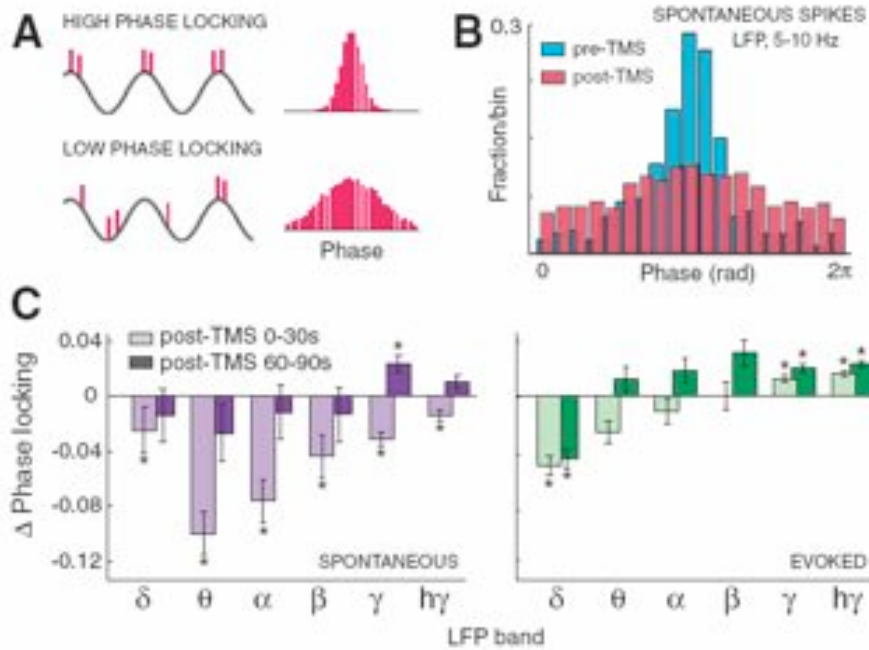 A
HIGH PHASE LOCKING
LOW PHASE LOCKING
Phase
B
SPONTANEOUS SPIKES
LFP, 5-10 Hz
pre-TMS
post-TMS
0.3
Fraction/bin
0
Phase (rad)
2π
C
post-TMS 0-30s
post-TMS 60-90s
0.04
0
-0.04
-0.08
-0.12
Δ Phase locking
SPONTANEOUS
EVOKED
δ θ α β γ hγ
δ θ α β γ hγ
LFP band